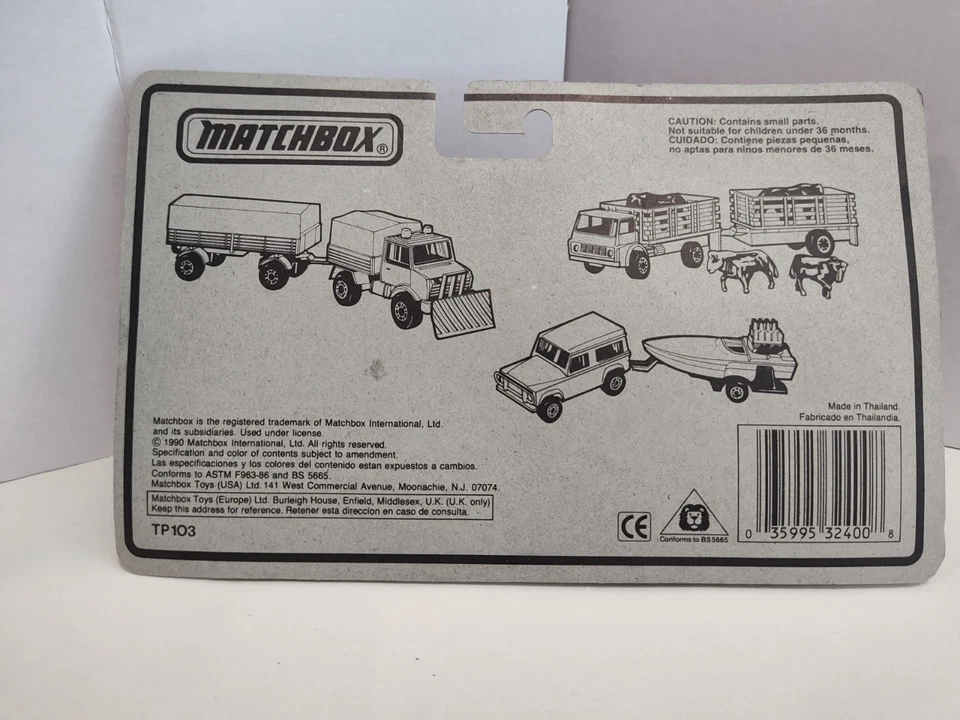 MATCHBOX®
CAUTION: Contains small parts.
Not suitable for children under 36 months.
CUIDADO: Contiene piezas pequenas,
no aptas para ninos menores de 36 meses.
Made in Thailand.
Fabricado en Thailandia.
Matchbox is the registered trademark of Matchbox International, Ltd.
and its subsidiaries. Used under license.
© 1990 Matchbox International, Ltd. All rights reserved.
Specification and color of contents subject to amendment.
Las especificaciones y los colores del contenido estan expuestos a cambios.
Conforms to ASTM F963-86 and BS 5665.
Matchbox Toys (USA) Ltd. 141 West Commercial Avenue, Moonachie, N.J. 07074.
Matchbox Toys (Europe) Ltd. Burleigh House, Enfield, Middlesex, U.K. (U.K. only)
Keep this address for reference. Retener esta direccion en caso de consulta.
TP103
CE
Conforms to BS 5665
0 35995 32400 8